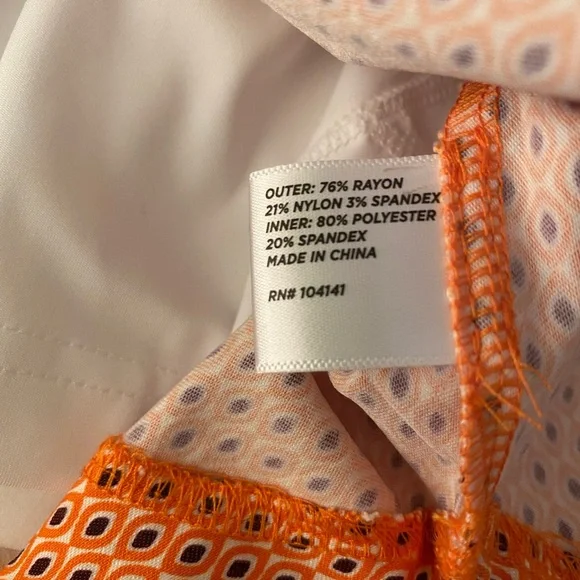 OUTER: 76% RAYON
21% NYLON 3% SPANDEX
INNER: 80% POLYESTER
20% SPANDEX
MADE IN CHINA
RN# 104141